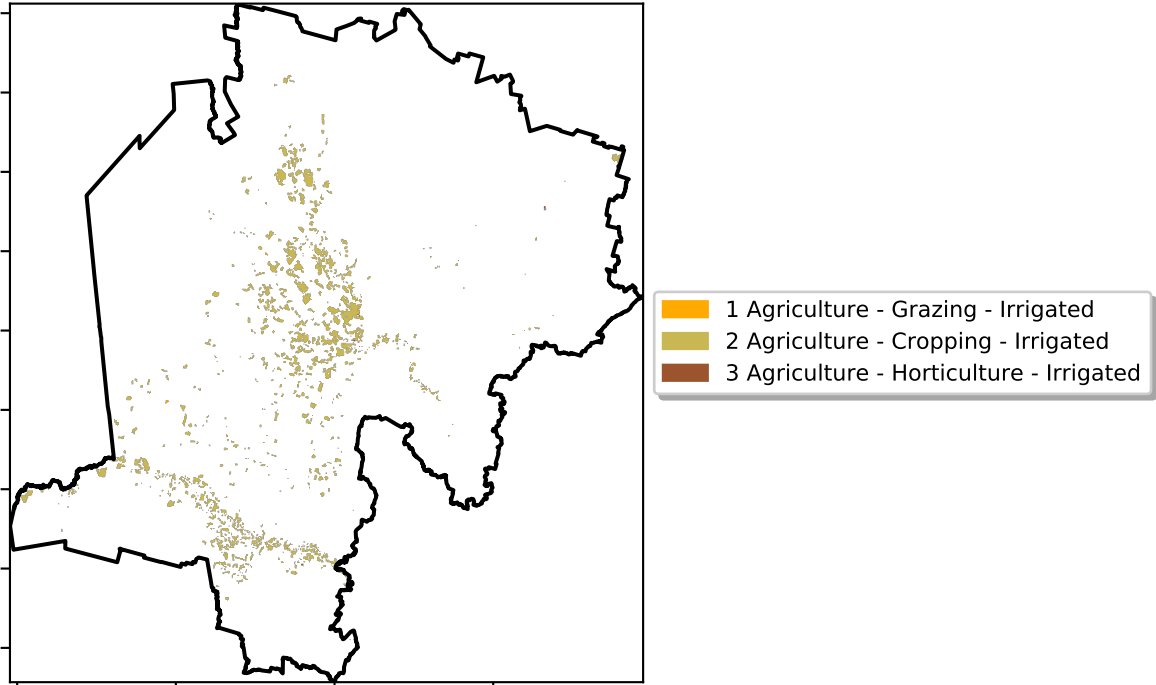 1 Agriculture - Grazing - Irrigated
2 Agriculture - Cropping - Irrigated
3 Agriculture - Horticulture - Irrigated